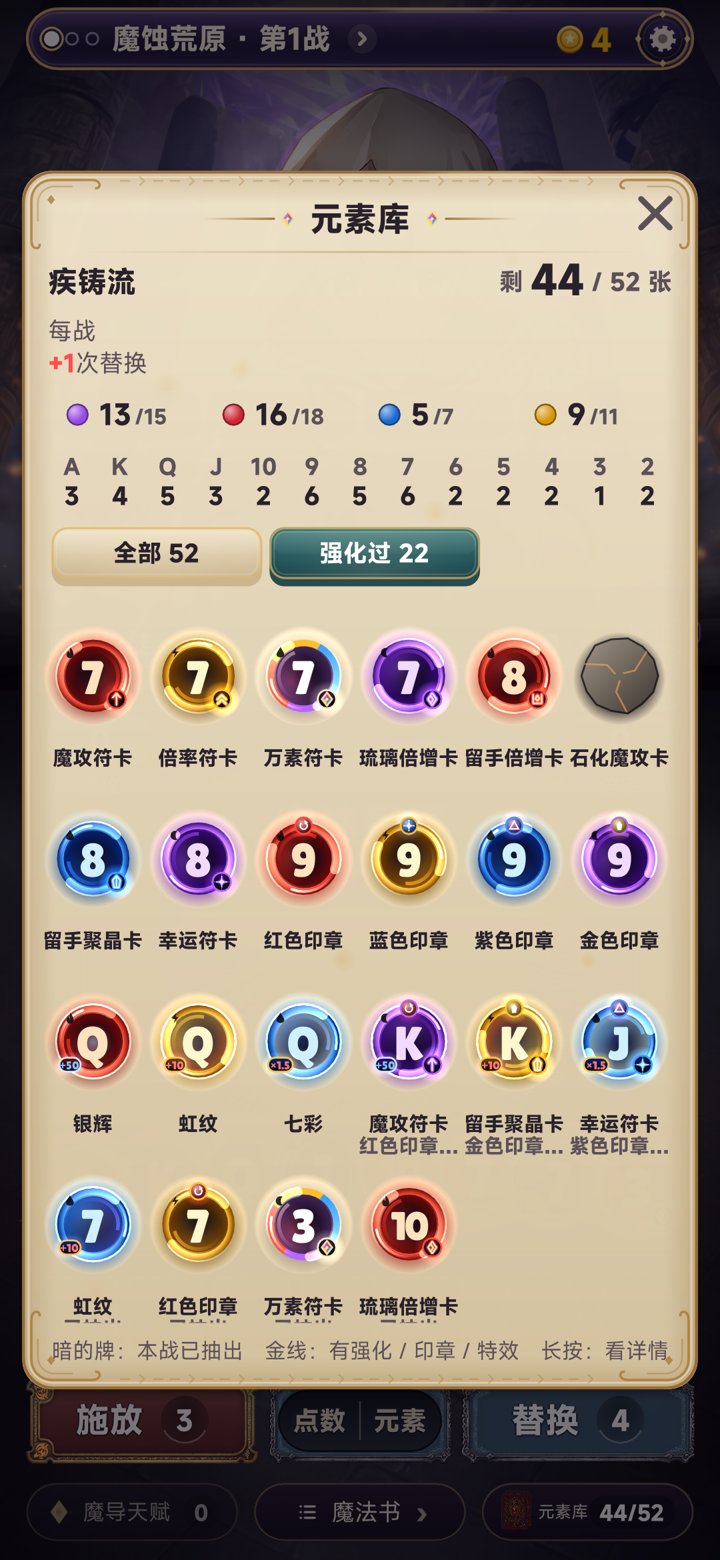 魔蚀荒原 · 第1战
4
元素库
疾铸流
剩 44 / 52 张
每战
+1次替换
13/15 16/18 5/7 9/11
A K Q J 10 9 8 7 6 5 4 3 2
3 4 5 3 2 6 5 6 2 2 2 1 2
全部 52 强化过 22
7 7 7 7 8
魔攻符卡 倍率符卡 万素符卡 琉璃倍增卡 留手倍增卡 石化魔攻卡
8 8 9 9 9 9
留手聚晶卡 幸运符卡 红色印章 蓝色印章 紫色印章 金色印章
Q Q Q K K J
+50 +10 ×1.5 +50 +10 ×1.5
银辉 虹纹 七彩 魔攻符卡 留手聚晶卡 幸运符卡
红色印章... 金色印章... 紫色印章...
7 7 3 10
+10
虹纹 红色印章 万素符卡 琉璃倍增卡
暗的牌：本战已抽出 金线：有强化 / 印章 / 特效 长按：看详情
施放 3 点数 元素 替换 4
魔导天赋 0 魔法书 元素库 44/52